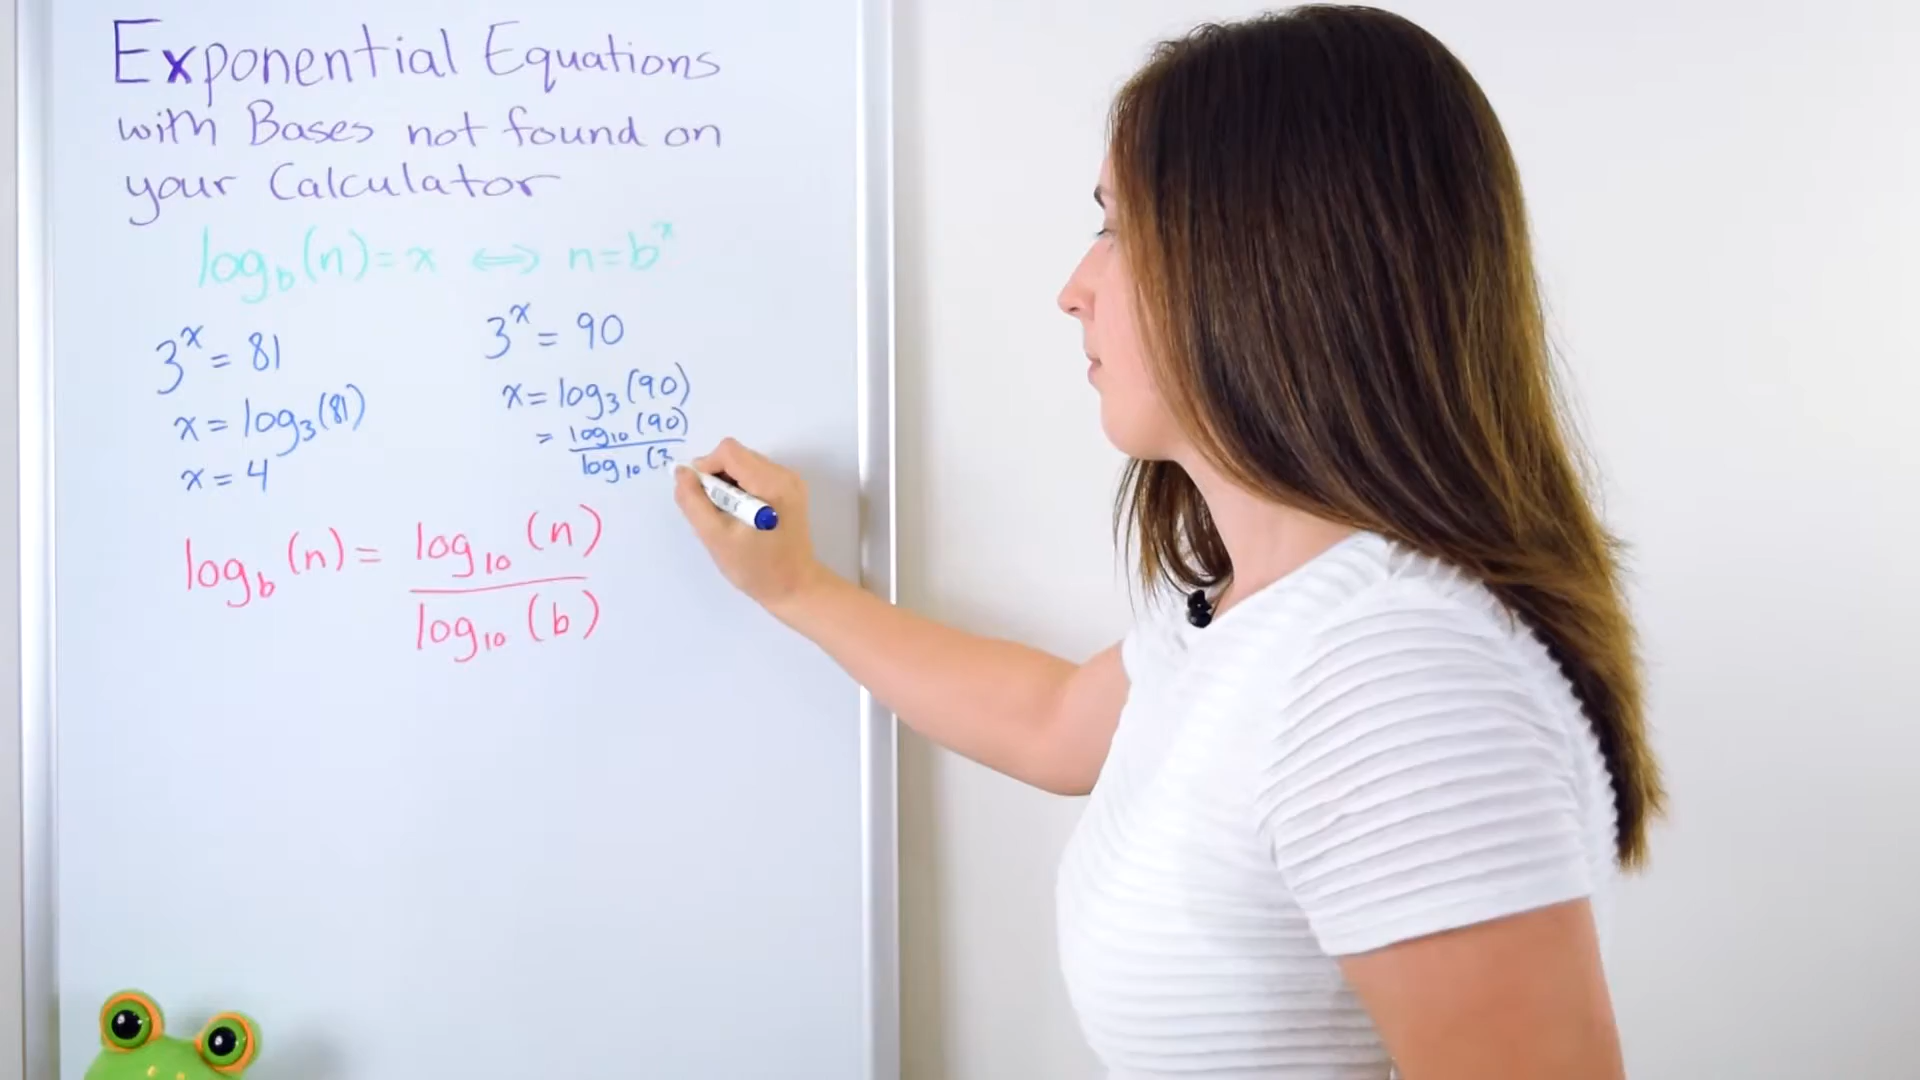 Exponential Equations
with Bases not found on
your Calculator
log_b(n)=x ⟺ n=b^x
3^x = 81
x = log_3(81)
x = 4
3^x = 90
x = log_3(90)
= log_10(90)
log_10(3
log_b(n) = log_10(n)
log_10(b)